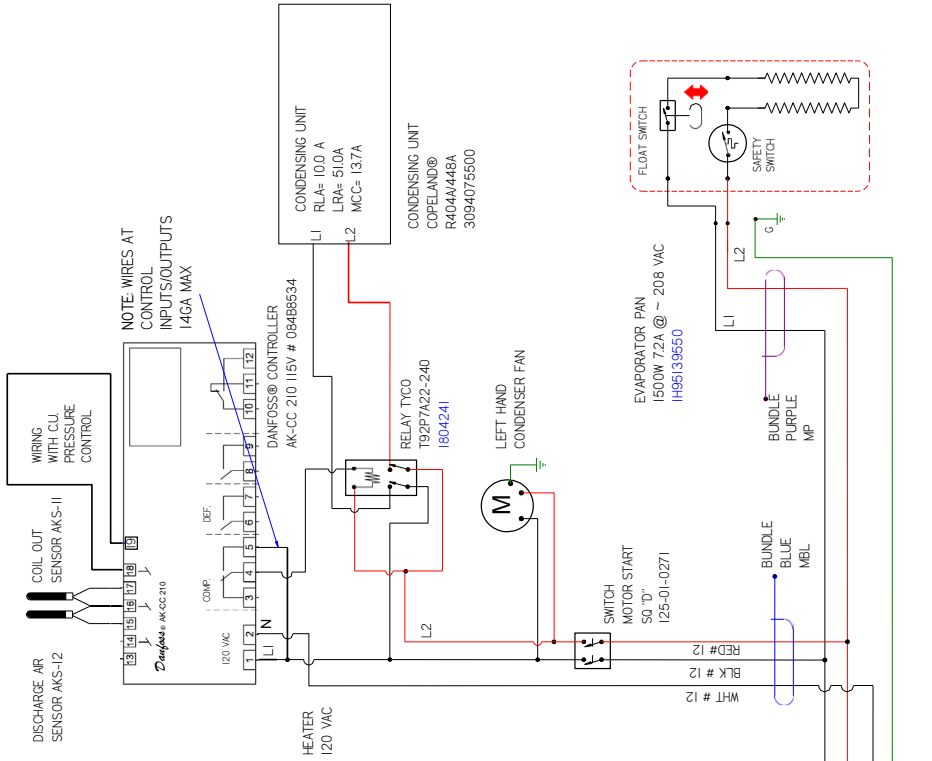 CONDENSING UNIT
RLA= 10.0 A
LRA= 51.0A
MCC= 13.7A
L1
L2
CONDENSING UNIT
COPELAND®
R404A/448A
3094075500
NOTE: WIRES AT
CONTROL
INPUTS/OUTPUTS
14GA MAX
WIRING
WITH C.U.
PRESSURE
CONTROL
COIL OUT
SENSOR AKS-11
DISCHARGE AIR
SENSOR AKS-12
19
18
17
16
15
14
13
Danfoss® AK-CC 210
12
11
10
9
8
7
6
5
4
3
2
1
DEF.
COMP.
120 VAC
N
L1
DANFOSS® CONTROLLER
AK-CC 210 115V # 084B8534
RELAY TYCO
T92P7A22-240
1804241
LEFT HAND
CONDENSER FAN
M
L2
SWITCH
MOTOR START
SQ "D"
125-01-0271
RED# 12
BLK # 12
WHT # 12
HEATER
120 VAC
BUNDLE
BLUE
MBL
BUNDLE
PURPLE
MP
FLOAT SWITCH
SAFETY
SWITCH
EVAPORATOR PAN
1500W 7.2A @ ~ 208 VAC
1H95139550
L1
L2
G